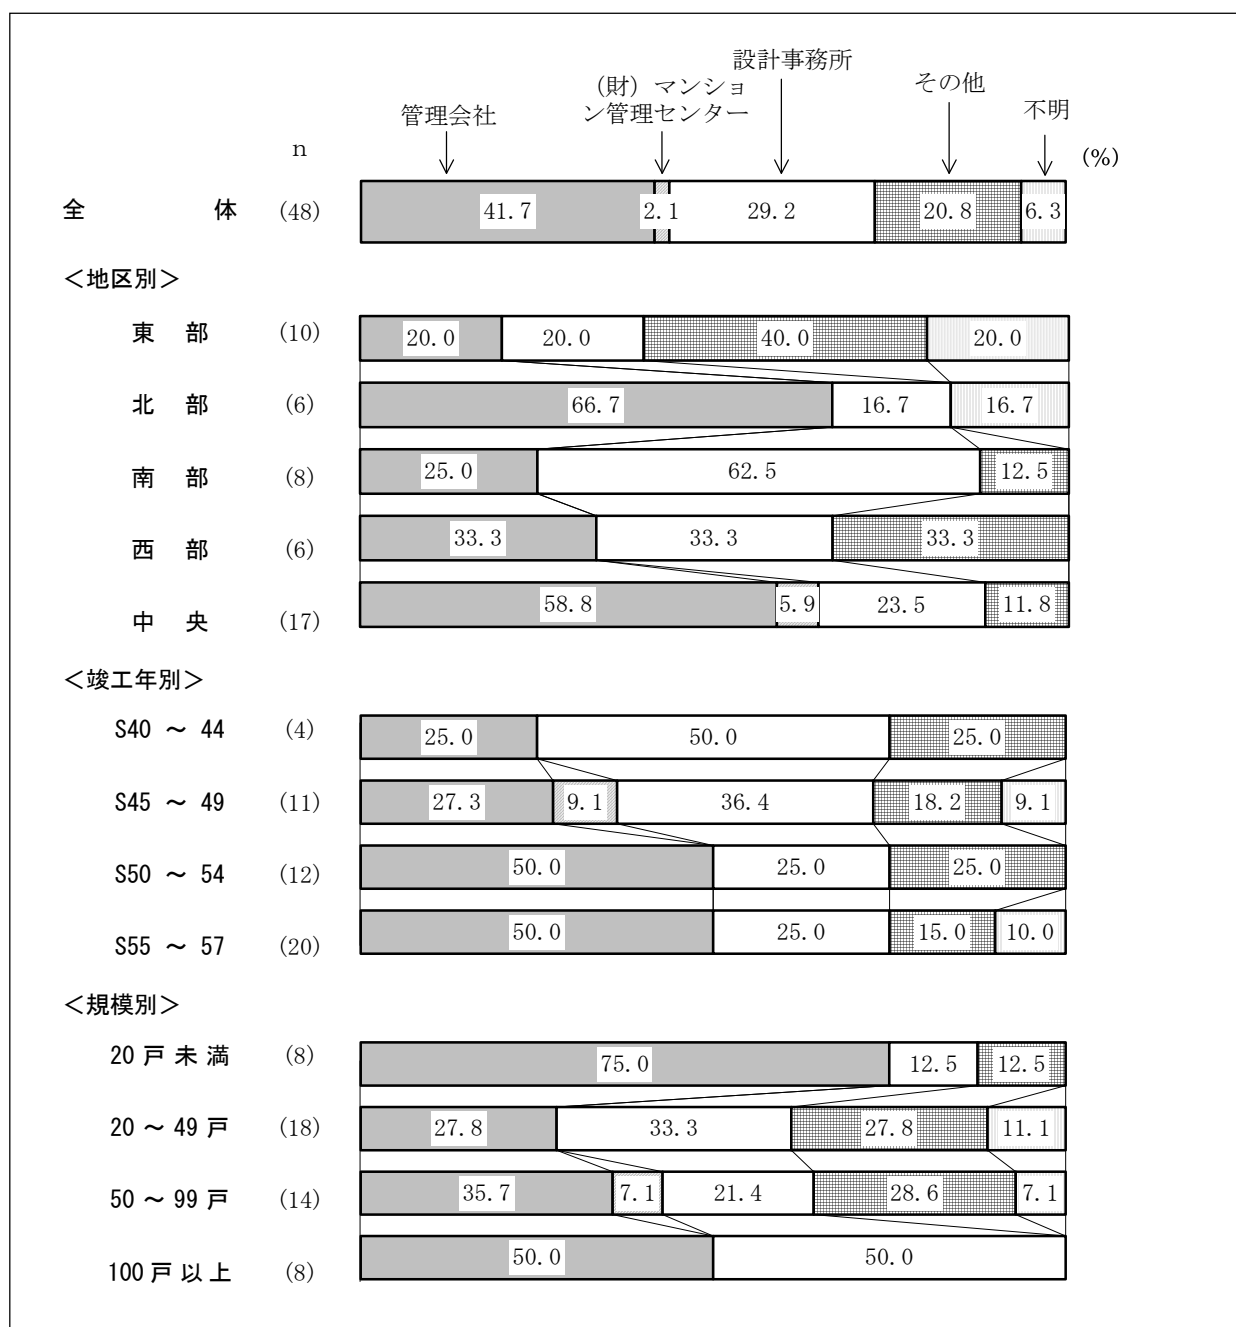 設計事務所
(財) マンショ
ン管理センター
その他
管理会社
不明
n
(%)
全 体 (48) 41.7 2.1 29.2 20.8 6.3
＜地区別＞
東 部 (10) 20.0 20.0 40.0 20.0
北 部 (6) 66.7 16.7 16.7
南 部 (8) 25.0 62.5 12.5
西 部 (6) 33.3 33.3 33.3
中 央 (17) 58.8 5.9 23.5 11.8
＜竣工年別＞
S40 ～ 44 (4) 25.0 50.0 25.0
S45 ～ 49 (11) 27.3 9.1 36.4 18.2 9.1
S50 ～ 54 (12) 50.0 25.0 25.0
S55 ～ 57 (20) 50.0 25.0 15.0 10.0
＜規模別＞
20戸未満 (8) 75.0 12.5 12.5
20～49戸 (18) 27.8 33.3 27.8 11.1
50～99戸 (14) 35.7 7.1 21.4 28.6 7.1
100戸以上 (8) 50.0 50.0